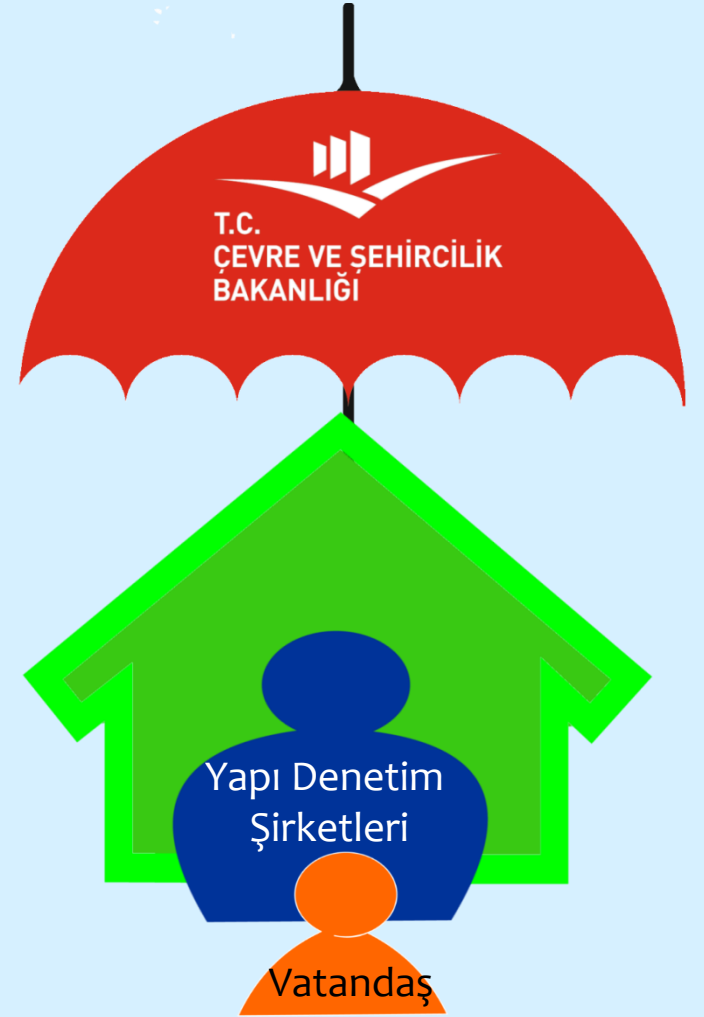 T.C.
ÇEVRE VE ŞEHİRCİLİK
BAKANLIĞI
Yapı Denetim
Şirketleri
Vatandaş